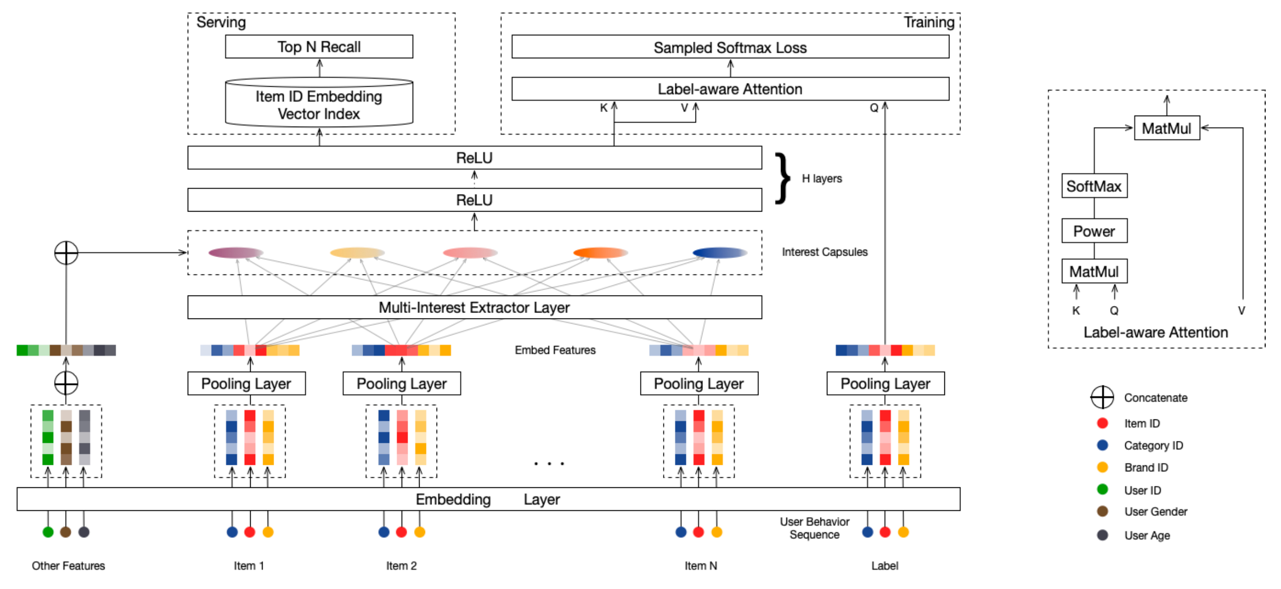 Serving
Training
Top N Recall
Sampled Softmax Loss
Item ID Embedding
Vector Index
Label-aware Attention
K
V
Q
ReLU
ReLU
H layers
Interest Capsules
Multi-Interest Extractor Layer
Embed Features
Pooling Layer
Pooling Layer
Pooling Layer
Pooling Layer
. . .
Embedding Layer
User Behavior
Sequence
Other Features
Item 1
Item 2
Item N
Label
MatMul
SoftMax
Power
MatMul
K
Q
V
Label-aware Attention
Concatenate
Item ID
Category ID
Brand ID
User ID
User Gender
User Age